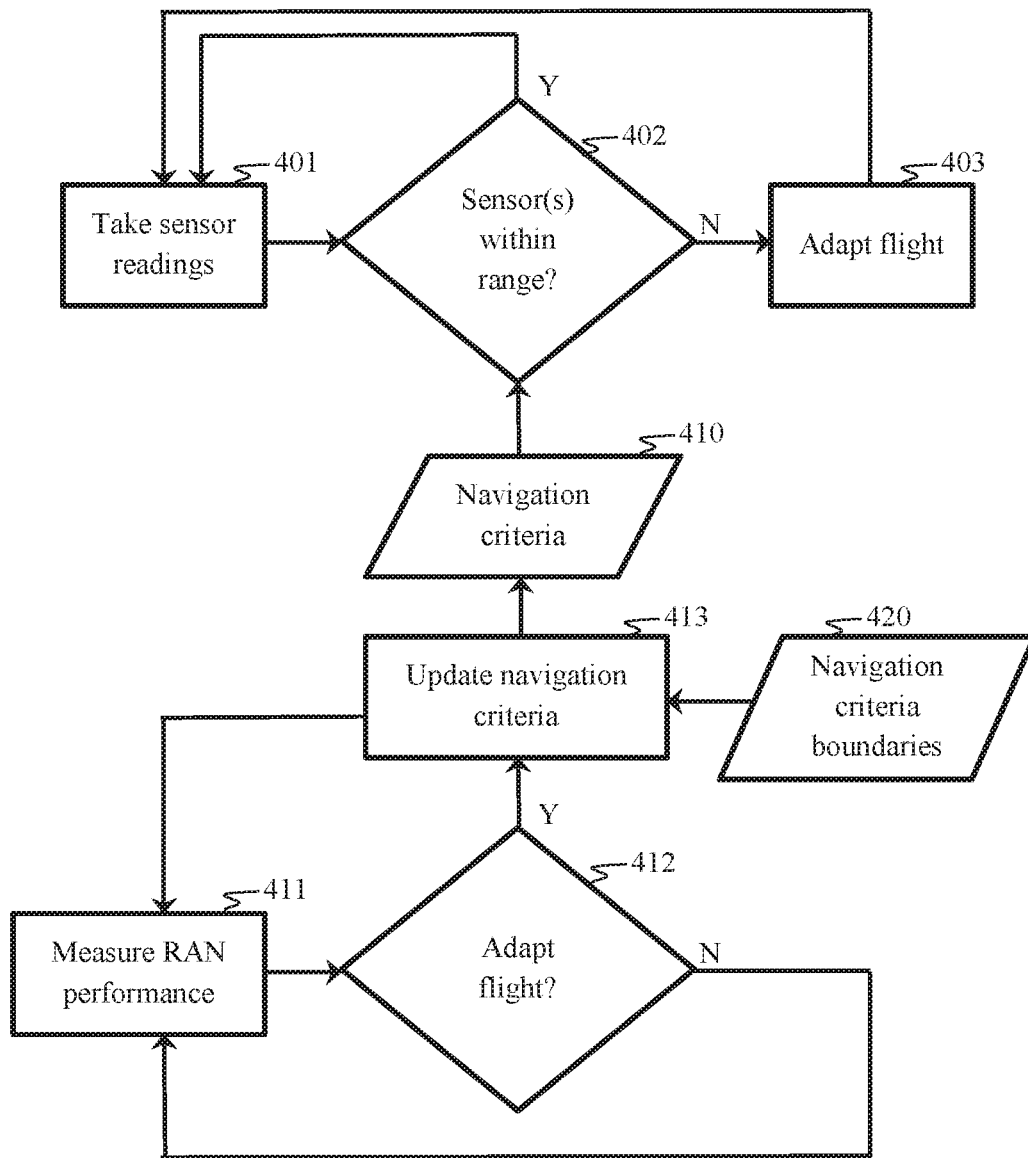 Y
402
401
403
Take sensor
readings
Sensor(s)
within
range?
N
Adapt flight
410
Navigation
criteria
413
420
Update navigation
criteria
Navigation
criteria
boundaries
Y
412
411
Measure RAN
performance
Adapt
flight?
N